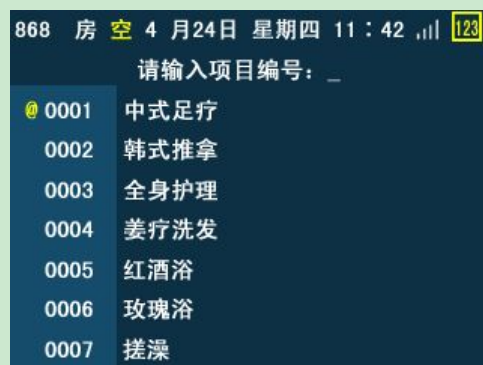 868 房 空 4 月24日 星期四 11：42 123
请输入项目编号：_
@ 0001 中式足疗
0002 韩式推拿
0003 全身护理
0004 姜疗洗发
0005 红酒浴
0006 玫瑰浴
0007 搓澡